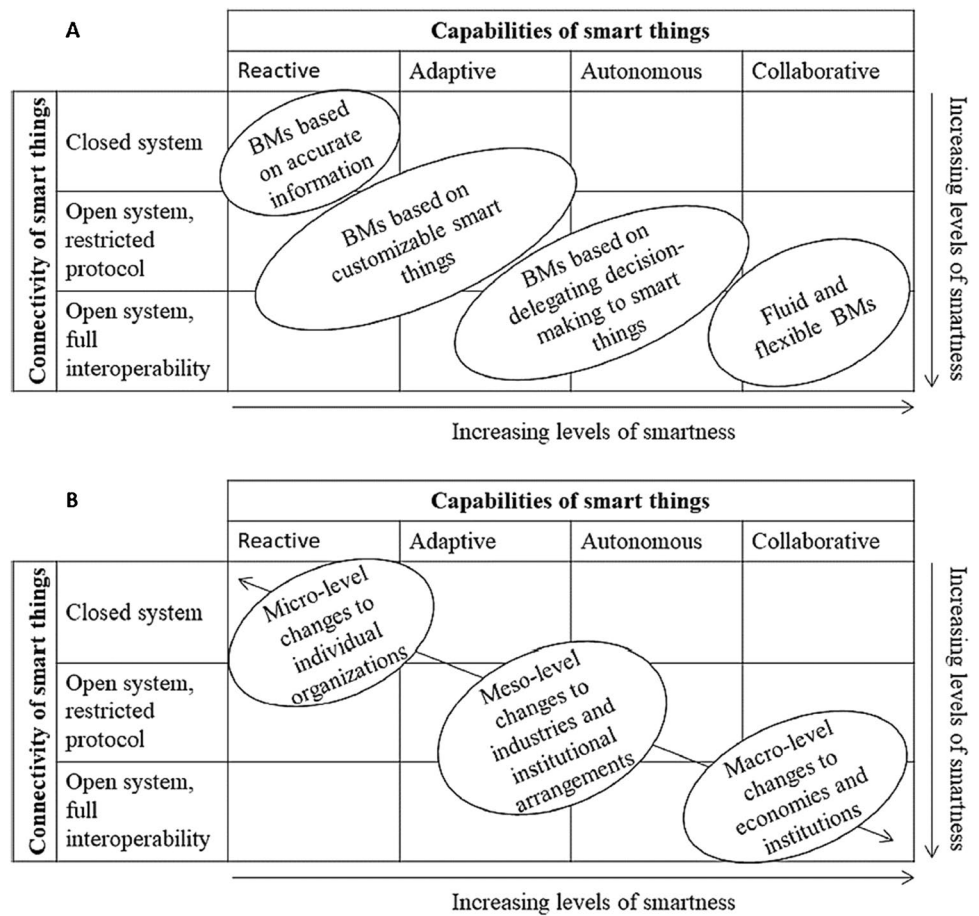 A
Capabilities of smart things
Reactive
Adaptive
Autonomous
Collaborative
Connectivity of smart things
Closed system
Open system,
restricted
protocol
Open system,
full
interoperability
BMs based
on accurate
information
BMs based on
customizable smart
things
BMs based on
delegating decision-
making to smart
things
Fluid and
flexible BMs
Increasing levels of smartness
Increasing levels of smartness
B
Capabilities of smart things
Reactive
Adaptive
Autonomous
Collaborative
Connectivity of smart things
Closed system
Open system,
restricted
protocol
Open system,
full
interoperability
Micro-level
changes to
individual
organizations
Meso-level
changes to
industries and
institutional
arrangements
Macro-level
changes to
economies and
institutions
Increasing levels of smartness
Increasing levels of smartness